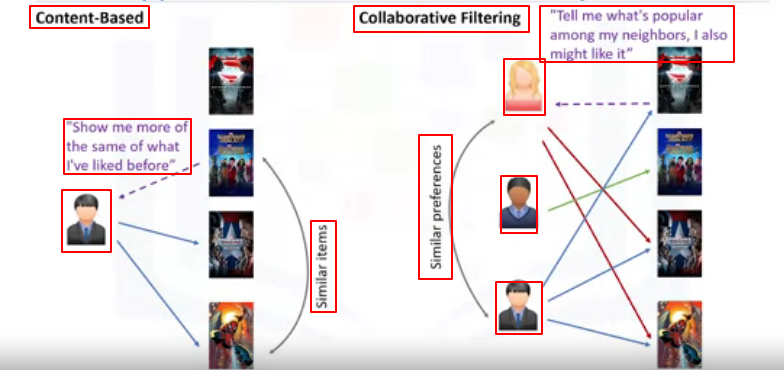 Content-Based
Collaborative Filtering
"Tell me what's popular
among my neighbors, I also
might like it"
"Show me more of
the same of what
I've liked before"
Similar items
Similar preferences